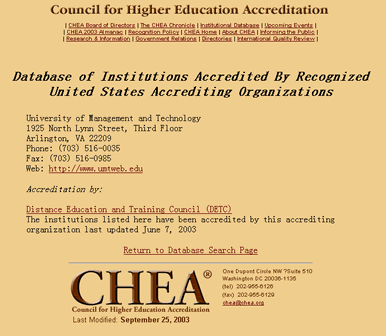 Council for Higher Education Accreditation
| CHEA Board of Directors | The CHEA Chronicle | Institutional Database | Upcoming Events |
| CHEA 2003 Almanac | Recognition Policy | CHEA Home | About CHEA | Informing the Public |
| Research & Information | Government Relations | Directories | International Quality Review |
Database of Institutions Accredited By Recognized
United States Accrediting Organizations
University of Management and Technology
1925 North Lynn Street, Third Floor
Arlington, VA 22209
Phone: (703) 516-0035
Fax: (703) 516-0985
Web: http://www.umtweb.edu
Accreditation by:
Distance Education and Training Council (DETC)
The institutions listed here have been accredited by this accrediting
organization last updated June 7, 2003
Return to Database Search Page
CHEA®
Council for Higher Education Accreditation
One Dupont Circle NW ?Suite 510
Washington DC 20036-1135
(tel) 202-955-6126
(fax) 202-955-6129
chea@chea.org
Last Modified: September 25, 2003